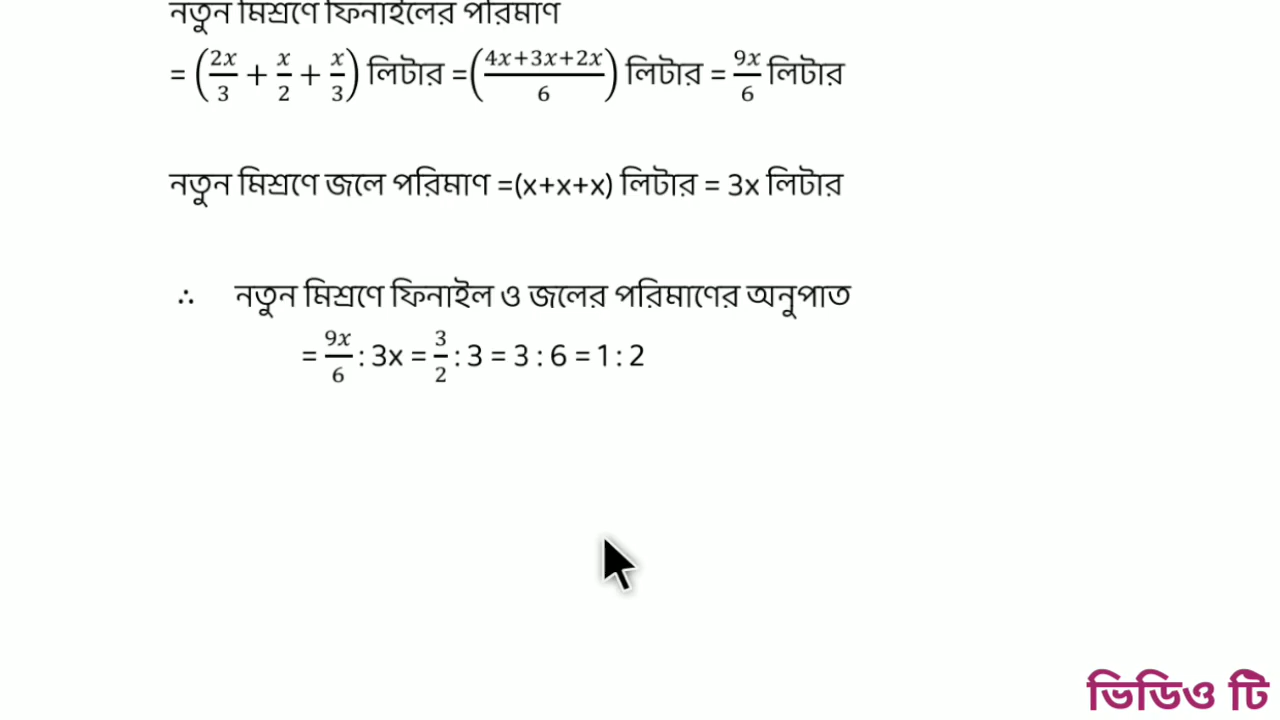 নতুন মিশ্রণে ফিনাইলের পরিমাণ
= (2x/3 + x/2 + x/3) লিটার =(4x+3x+2x/6) লিটার = 9x/6 লিটার
নতুন মিশ্রণে জলে পরিমাণ =(x+x+x) লিটার = 3x লিটার
∴ নতুন মিশ্রণে ফিনাইল ও জলের পরিমাণের অনুপাত
= 9x/6 : 3x = 3/2 : 3 = 3 : 6 = 1 : 2
ভিডিও টি